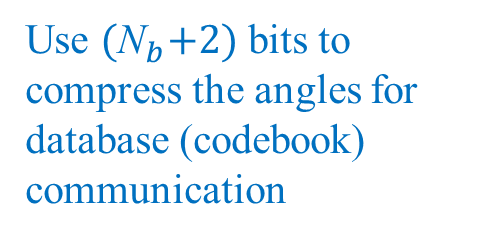 Use (N_b+2) bits to
compress the angles for
database (codebook)
communication